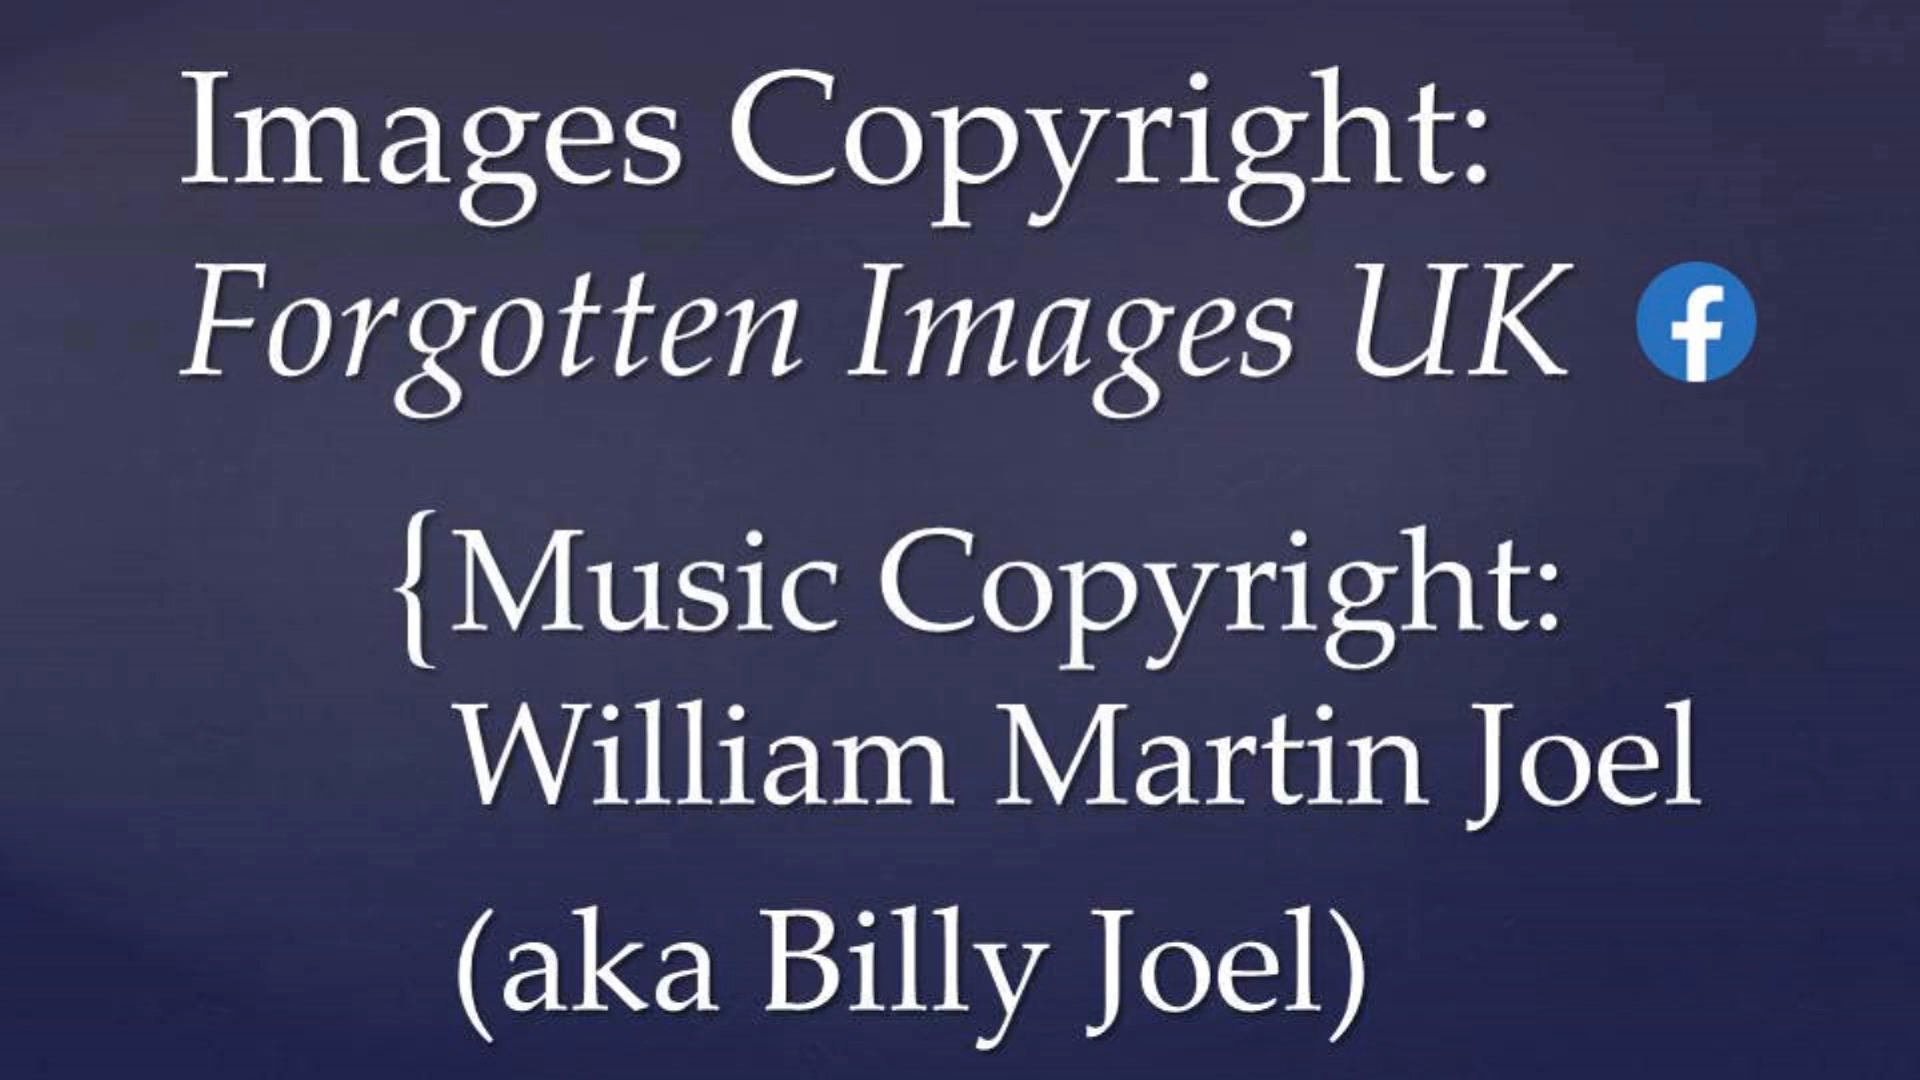 Images Copyright:
Forgotten Images UK
{Music Copyright:
William Martin Joel
(aka Billy Joel)